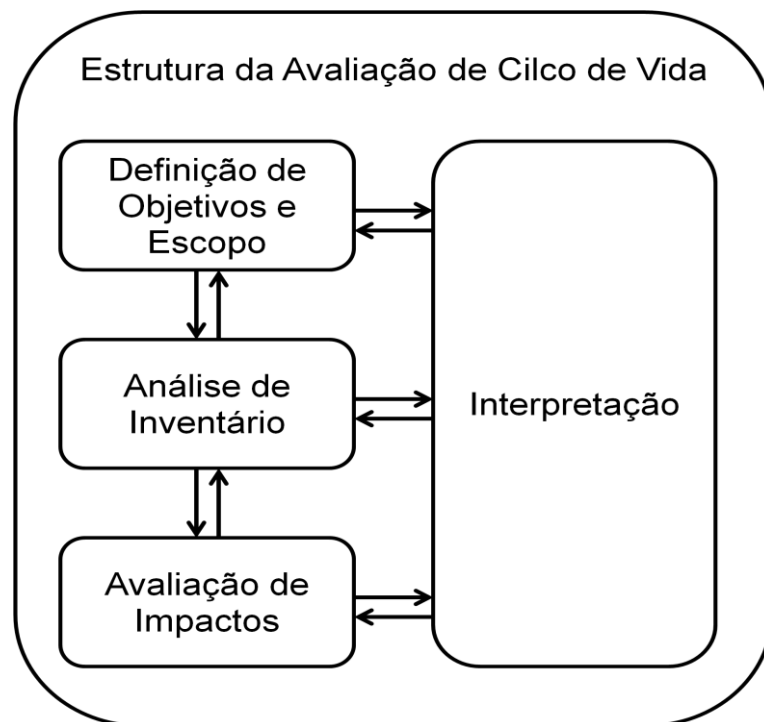 Estrutura da Avaliação de Cilco de Vida
Definição de
Objetivos e
Escopo
Análise de
Inventário
Avaliação de
Impactos
Interpretação